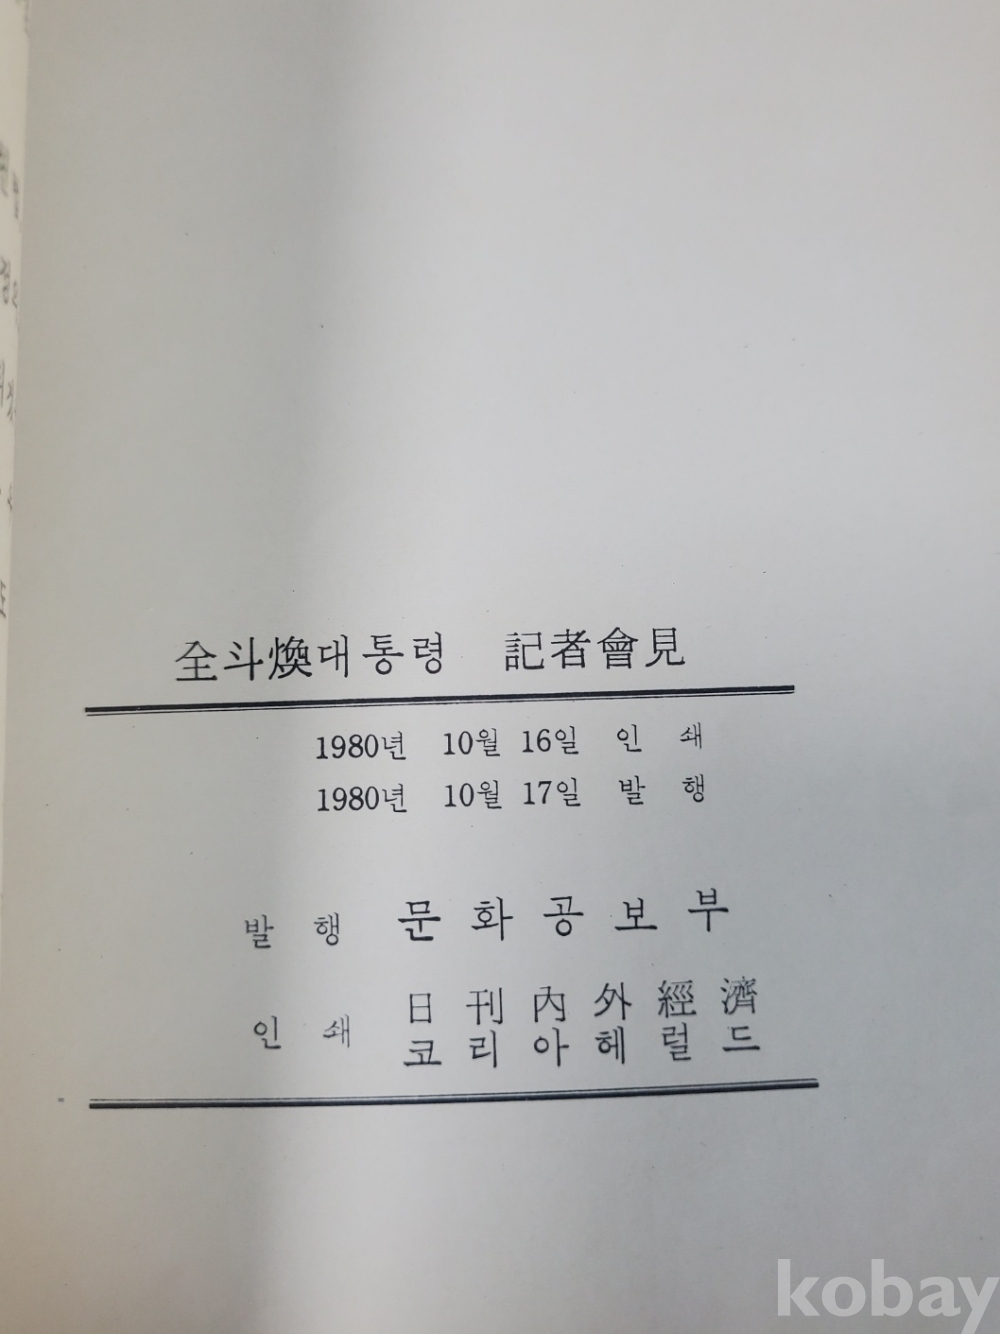 全斗煥대통령 記者會見
1980년 10월 16일 인 쇄
1980년 10월 17일 발 행
발 행 문 화 공 보 부
인 쇄 日 刊 內 外 經 濟
코 리 아 헤 럴 드
kobay